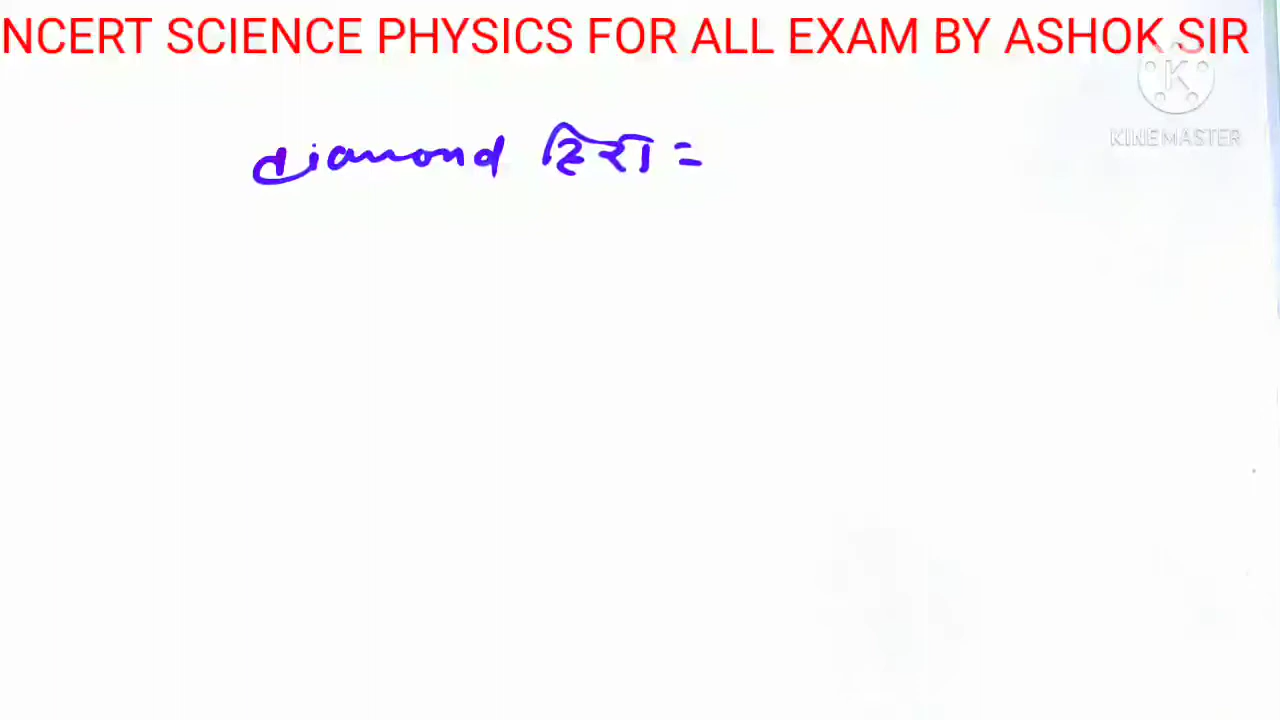 NCERT SCIENCE PHYSICS FOR ALL EXAM BY ASHOK SIR
KINEMASTER
diamond हिरा =